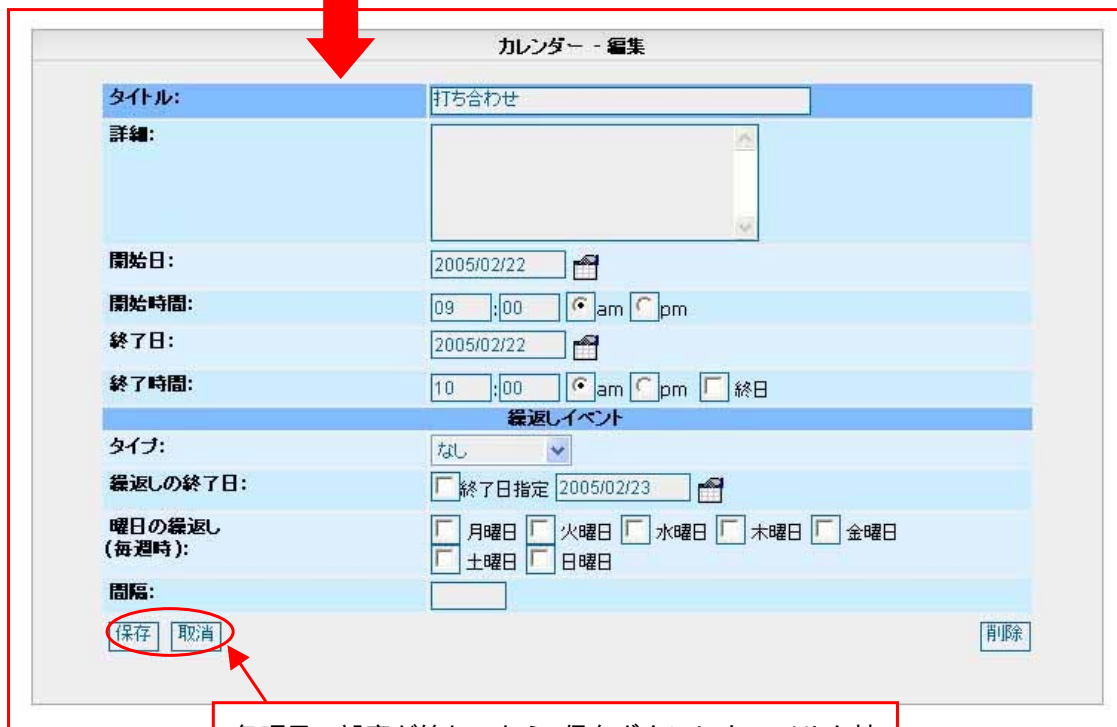 カレンダー - 編集
タイトル: 打ち合わせ
詳細:
開始日: 2005/02/22
開始時間: 09 :00 am pm
終了日: 2005/02/22
終了時間: 10 :00 am pm 終日
繰返しイベント
タイプ: なし
繰返しの終了日: 終了日指定 2005/02/23
曜日の繰返し
(毎週時): 月曜日 火曜日 水曜日 木曜日 金曜日
土曜日 日曜日
間隔:
保存 取消 削除